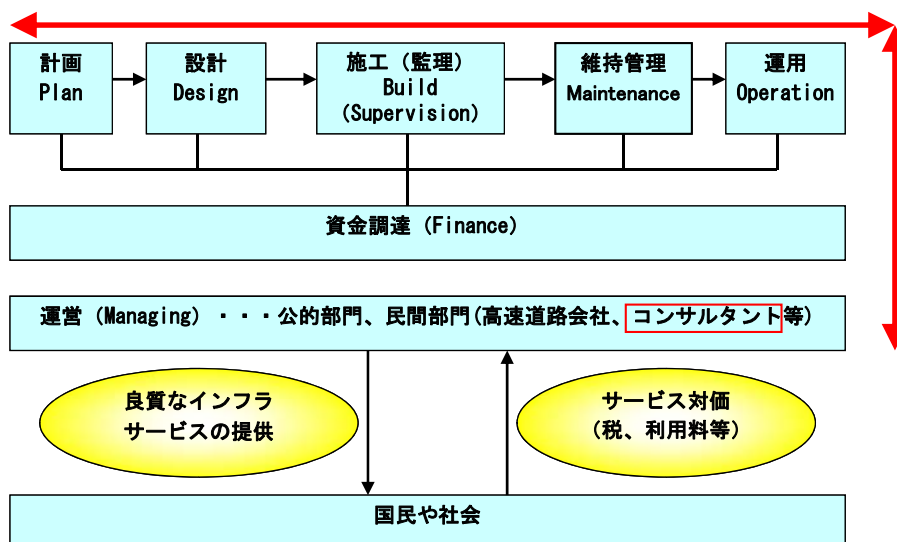 計画
Plan
設計
Design
施工（監理）
Build
(Supervision)
維持管理
Maintenance
運用
Operation
資金調達（Finance）
運営（Managing）・・・公的部門、民間部門(高速道路会社、コンサルタント等)
良質なインフラ
サービスの提供
サービス対価
（税、利用料等）
国民や社会